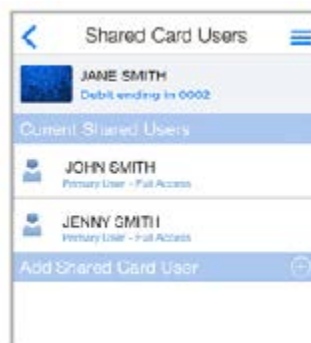 Shared Card Users
JANE SMITH
Debit ending in 0002
Current Shared Users
JOHN SMITH
Primary User - Full Access
JENNY SMITH
Primary User - Full Access
Add Shared Card User